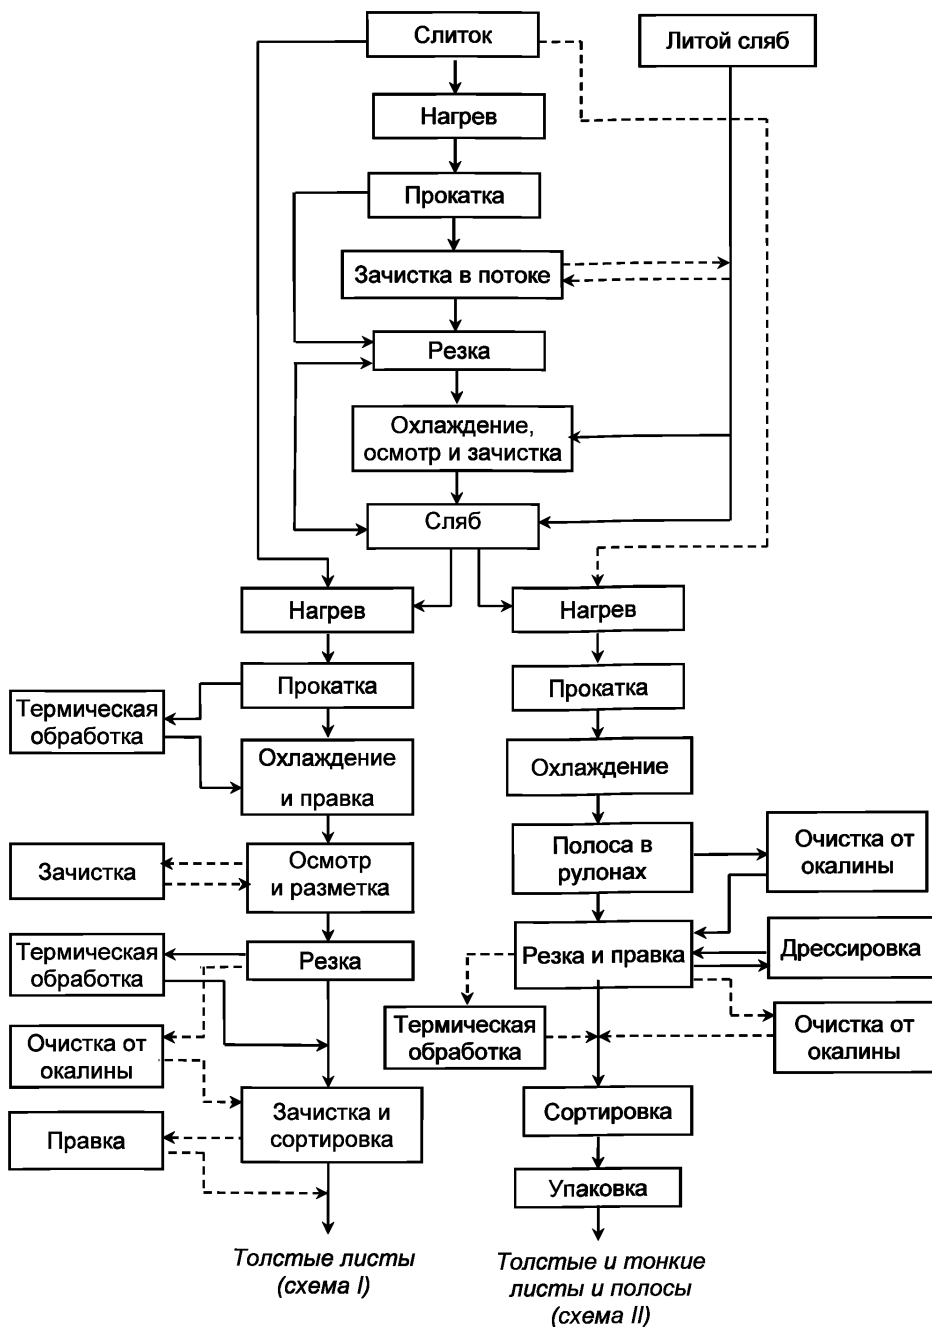 Слиток
Литой сляб
Нагрев
Прокатка
Зачистка в потоке
Резка
Охлаждение,
осмотр и зачистка
Сляб
Нагрев
Нагрев
Прокатка
Прокатка
Термическая
обработка
Охлаждение
и правка
Охлаждение
Полоса в
рулонах
Очистка от
окалины
Зачистка
Осмотр
и разметка
Термическая
обработка
Резка
Резка и правка
Дрессировка
Очистка от
окалины
Термическая
обработка
Очистка от
окалины
Зачистка и
сортировка
Сортировка
Правка
Упаковка
Толстые листы
(схема I)
Толстые и тонкие
листы и полосы
(схема II)